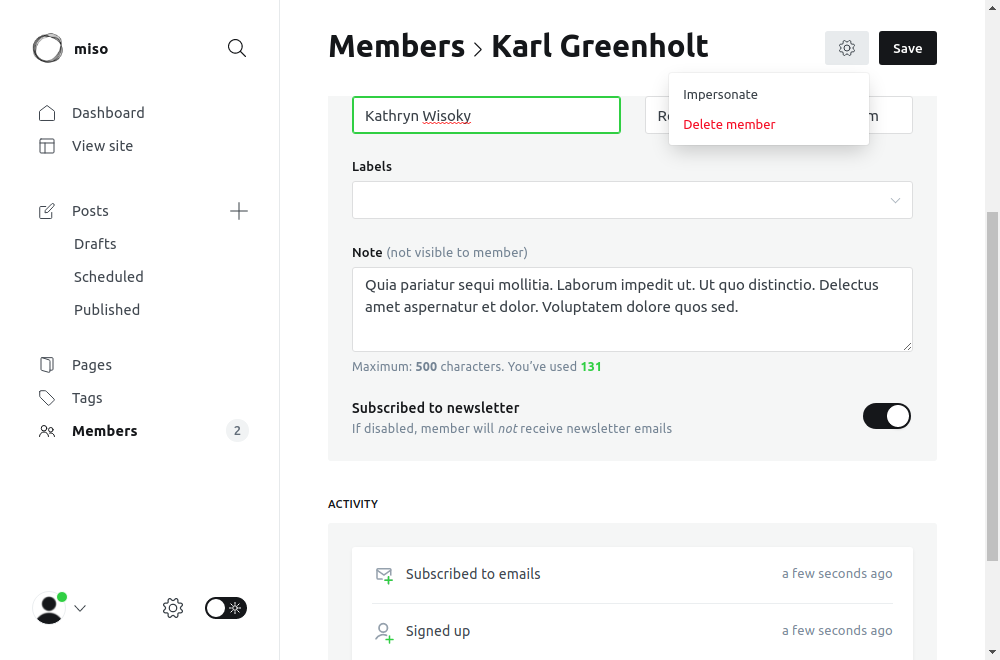 miso
Dashboard
View site
Posts
Drafts
Scheduled
Published
Pages
Tags
Members 2
Members > Karl Greenholt
Save
Impersonate
Delete member
Kathryn Wisoky
Labels
Note (not visible to member)
Quia pariatur sequi mollitia. Laborum impedit ut. Ut quo distinctio. Delectus
amet aspernatur et dolor. Voluptatem dolore quos sed.
Maximum: 500 characters. You’ve used 131
Subscribed to newsletter
If disabled, member will not receive newsletter emails
ACTIVITY
Subscribed to emails a few seconds ago
Signed up a few seconds ago